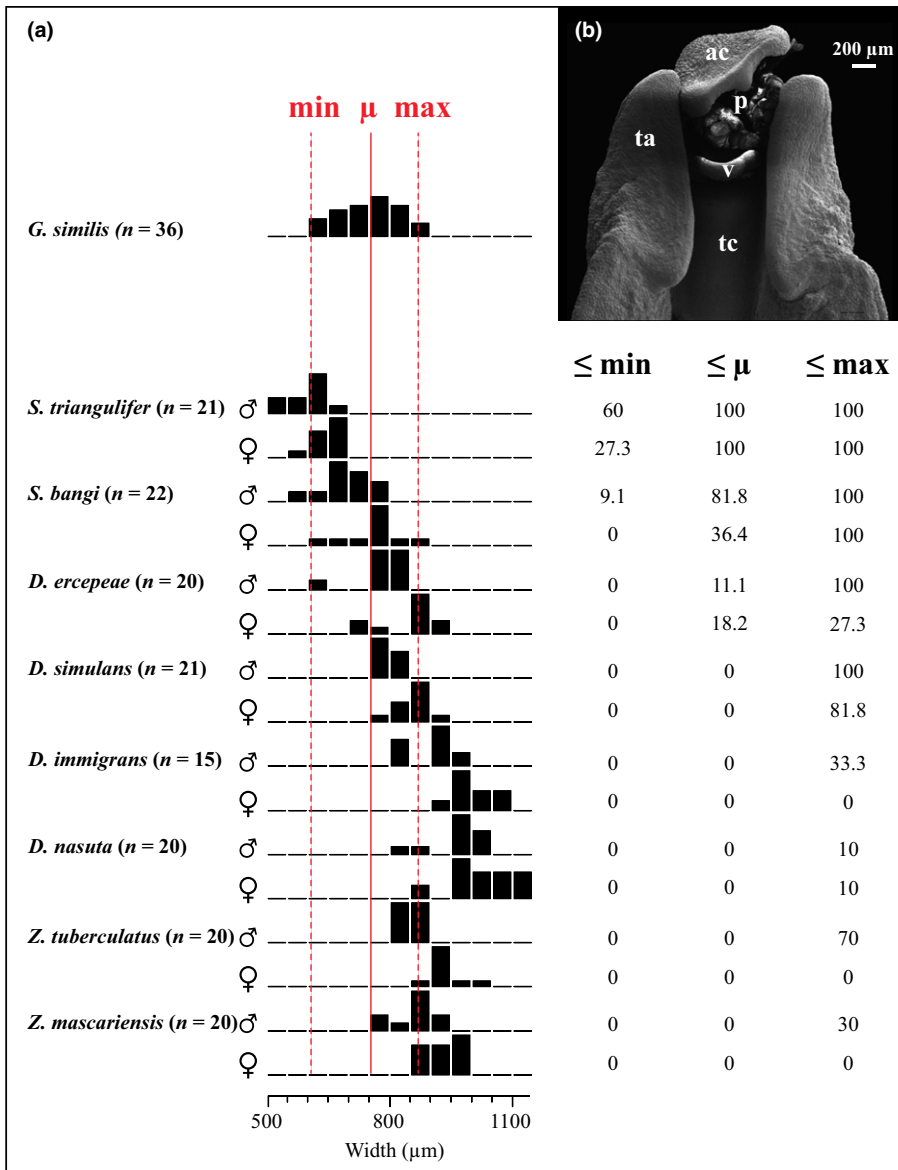 (a)
(b)
ac
200 µm
min µ max
p
ta
v
tc
G. similis (n = 36)
≤ min ≤ µ ≤ max
S. triangulifer (n = 21) ♂ 60 100 100
♀ 27.3 100 100
S. bangi (n = 22) ♂ 9.1 81.8 100
♀ 0 36.4 100
D. ercepeae (n = 20) ♂ 0 11.1 100
♀ 0 18.2 27.3
D. simulans (n = 21) ♂ 0 0 100
♀ 0 0 81.8
D. immigrans (n = 15) ♂ 0 0 33.3
♀ 0 0 0
D. nasuta (n = 20) ♂ 0 0 10
♀ 0 0 10
Z. tuberculatus (n = 20) ♂ 0 0 70
♀ 0 0 0
Z. mascariensis (n = 20) ♂ 0 0 30
♀ 0 0 0
500 800 1100
Width (µm)